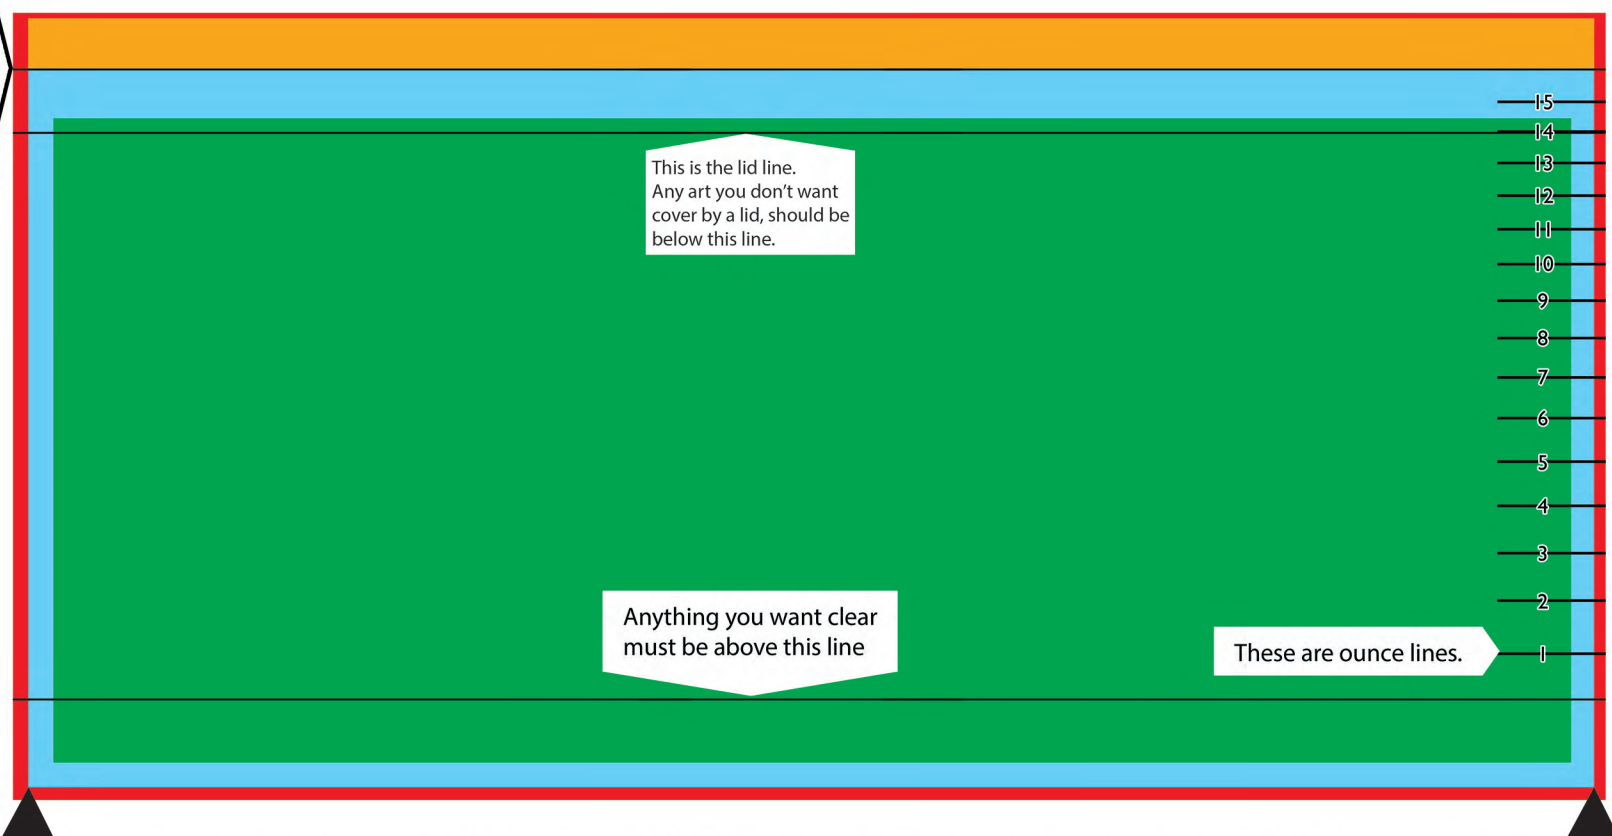 15
14
This is the lid line.
Any art you don’t want
cover by a lid, should be
below this line.
13
12
11
10
9
8
7
6
5
4
3
2
Anything you want clear
must be above this line
These are ounce lines.
1